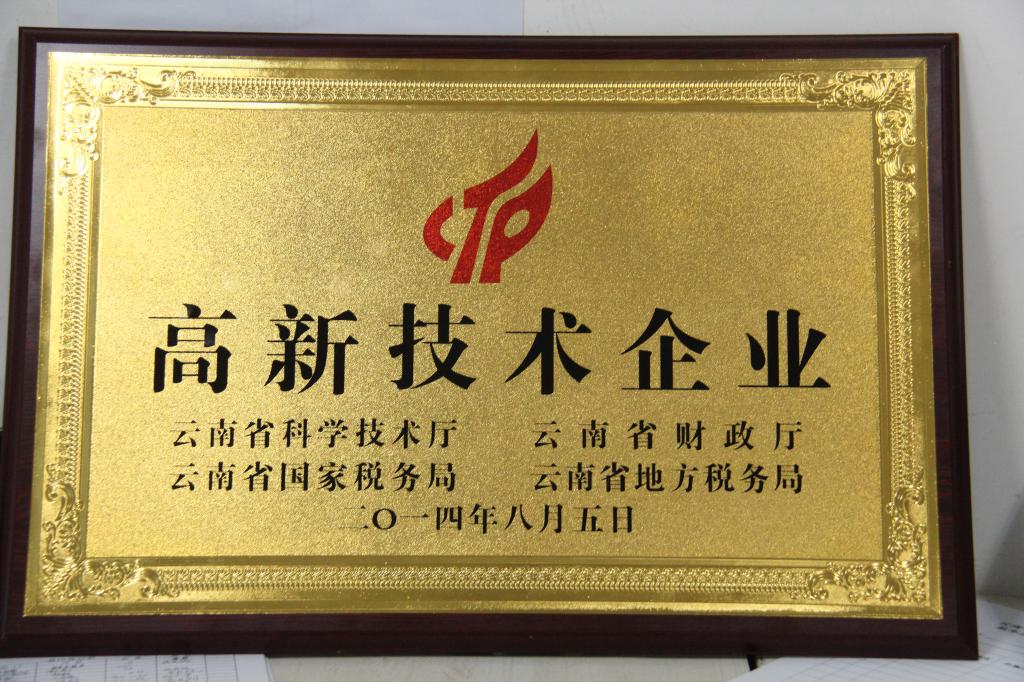 CTP
高新技术企业
云南省科学技术厅 云南省财政厅
云南省国家税务局 云南省地方税务局
二〇一四年八月五日